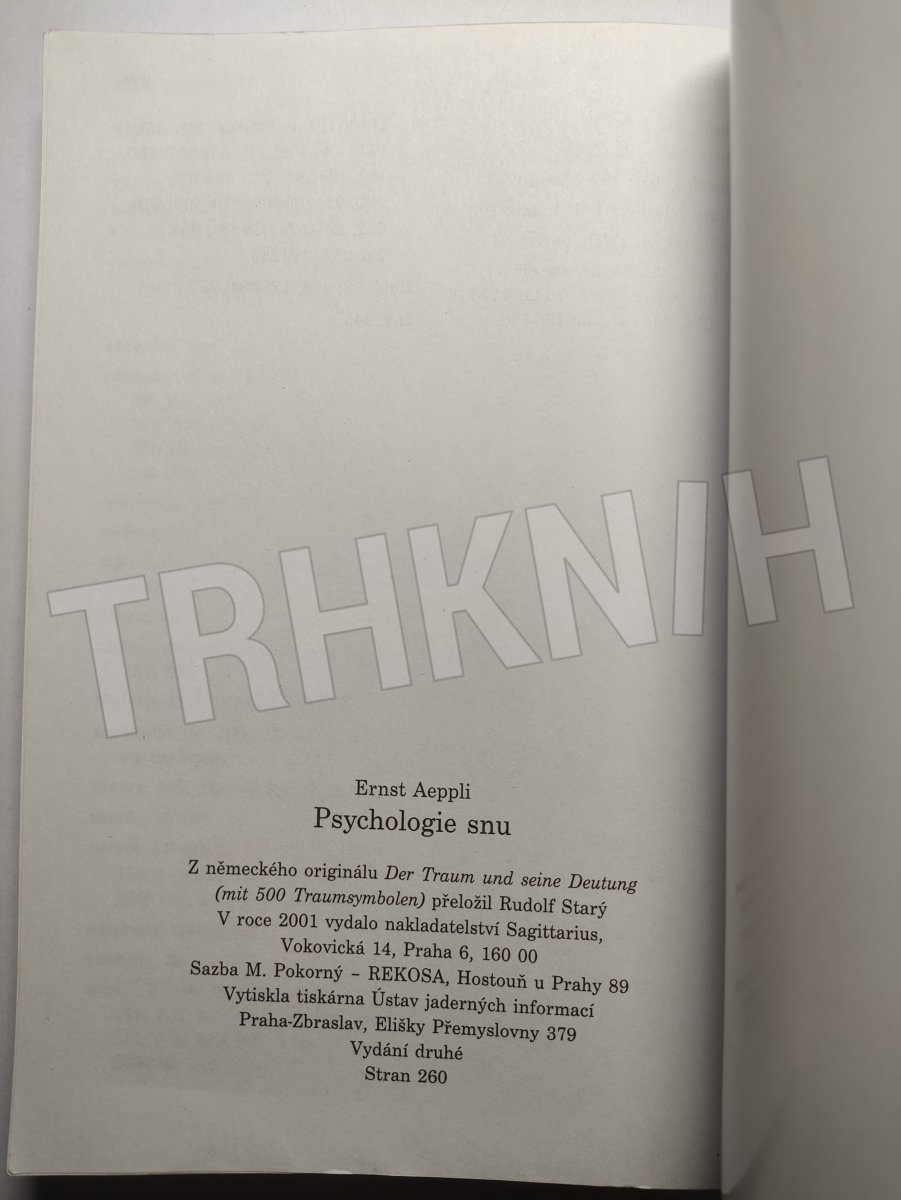 TRHKNIH
Ernst Aeppli
Psychologie snu
Z německého originálu Der Traum und seine Deutung
(mit 500 Traumsymbolen) přeložil Rudolf Starý
V roce 2001 vydalo nakladatelství Sagittarius,
Vokovická 14, Praha 6, 160 00
Sazba M. Pokorný – REKOSA, Hostouň u Prahy 89
Vytiskla tiskárna Ústav jaderných informací
Praha-Zbraslav, Elišky Přemyslovny 379
Vydání druhé
Stran 260